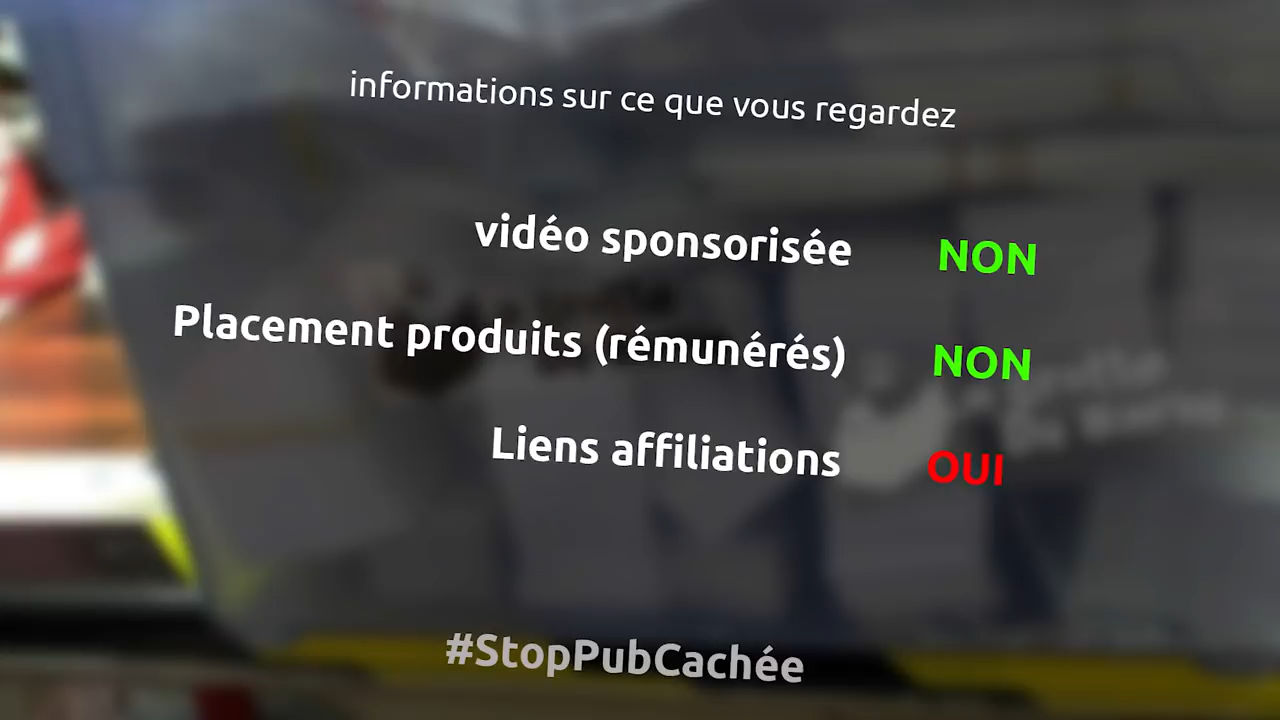 informations sur ce que vous regardez
vidéo sponsorisée NON
Placement produits (rémunérés) NON
Liens affiliations OUI
#StopPubCachée